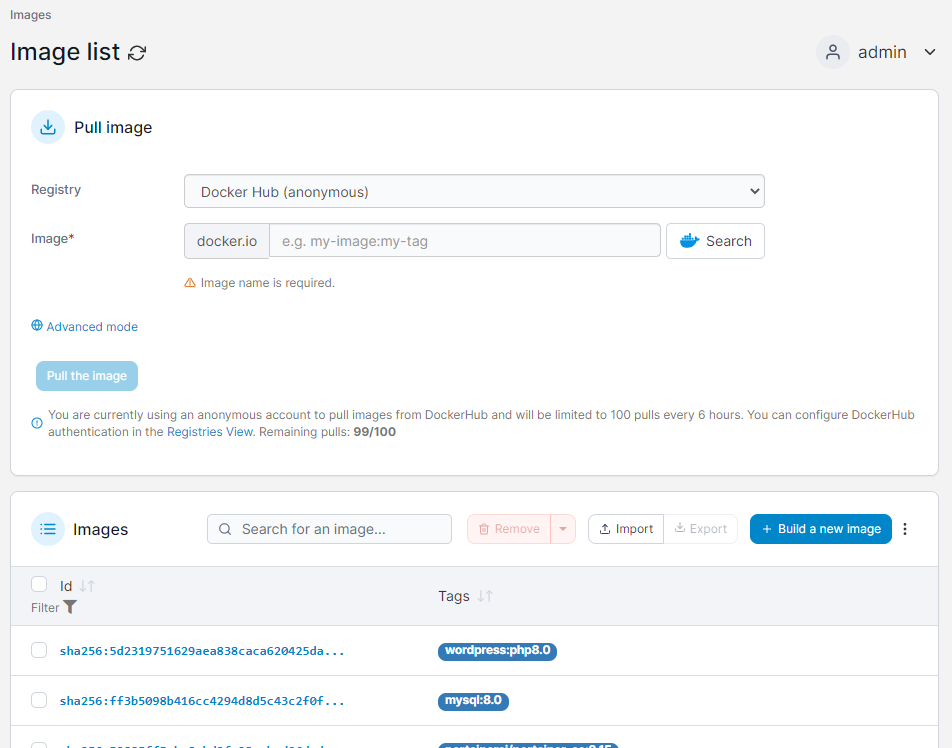 Images
Image list
admin
Pull image
Registry
Docker Hub (anonymous)
Image*
docker.io
e.g. my-image:my-tag
Search
Image name is required.
Advanced mode
Pull the image
You are currently using an anonymous account to pull images from DockerHub and will be limited to 100 pulls every 6 hours. You can configure DockerHub
authentication in the Registries View. Remaining pulls: 99/100
Images
Search for an image...
Remove
Import
Export
+ Build a new image
Id
Filter
Tags
sha256:5d2319751629aea838caca620425da...
wordpress:php8.0
sha256:ff3b5098b416cc4294d8d5c43c2f0f...
mysql:8.0